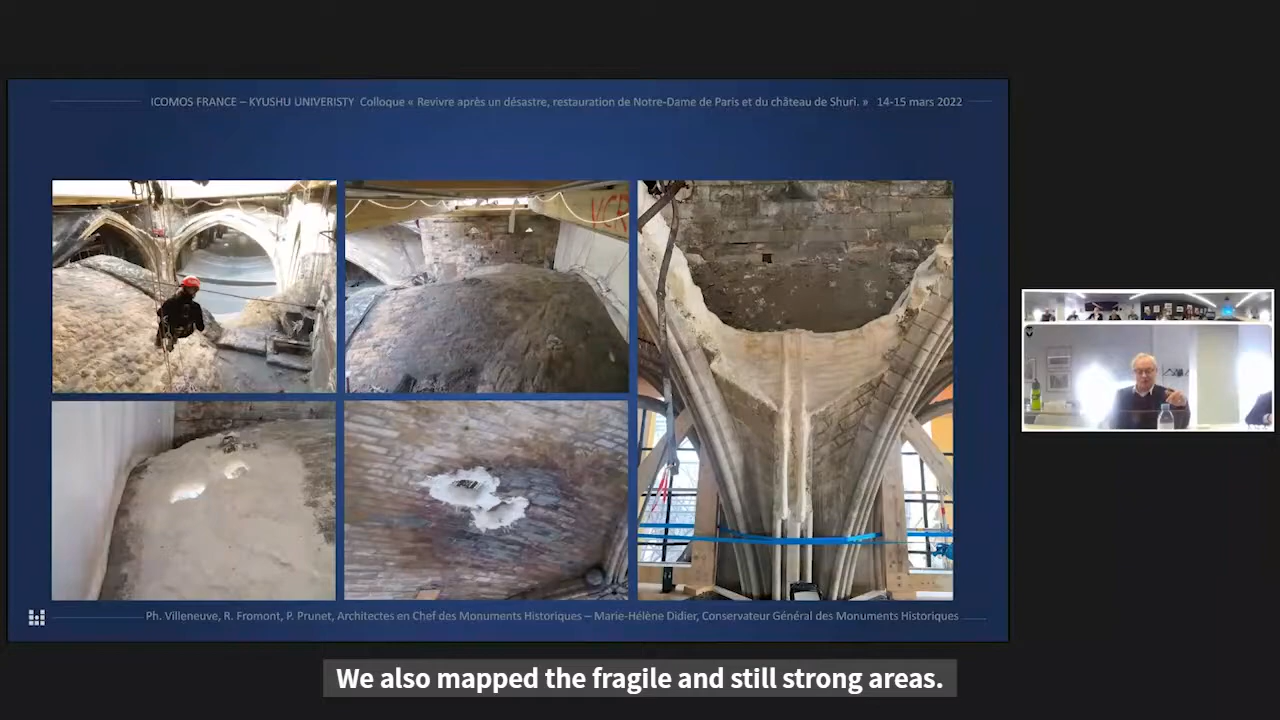 ICOMOS FRANCE – KYUSHU UNIVERISTY Colloque « Revivre après un désastre, restauration de Notre-Dame de Paris et du château de Shuri. » 14-15 mars 2022
VCR
Ph. Villeneuve, R. Fromont, P. Prunet, Architectes en Chef des Monuments Historiques – Marie-Hélène Didier, Conservateur Général des Monuments Historiques
We also mapped the fragile and still strong areas.